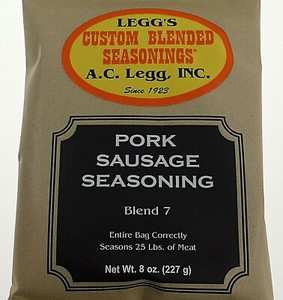 LEGG'S
CUSTOM BLENDED
SEASONINGS
A.C. Legg, INC.
Since 1923
PORK
SAUSAGE
SEASONING
Blend 7
Entire Bag Correctly
Seasons 25 Lbs. of Meat
Net Wt. 8 oz. (227 g)